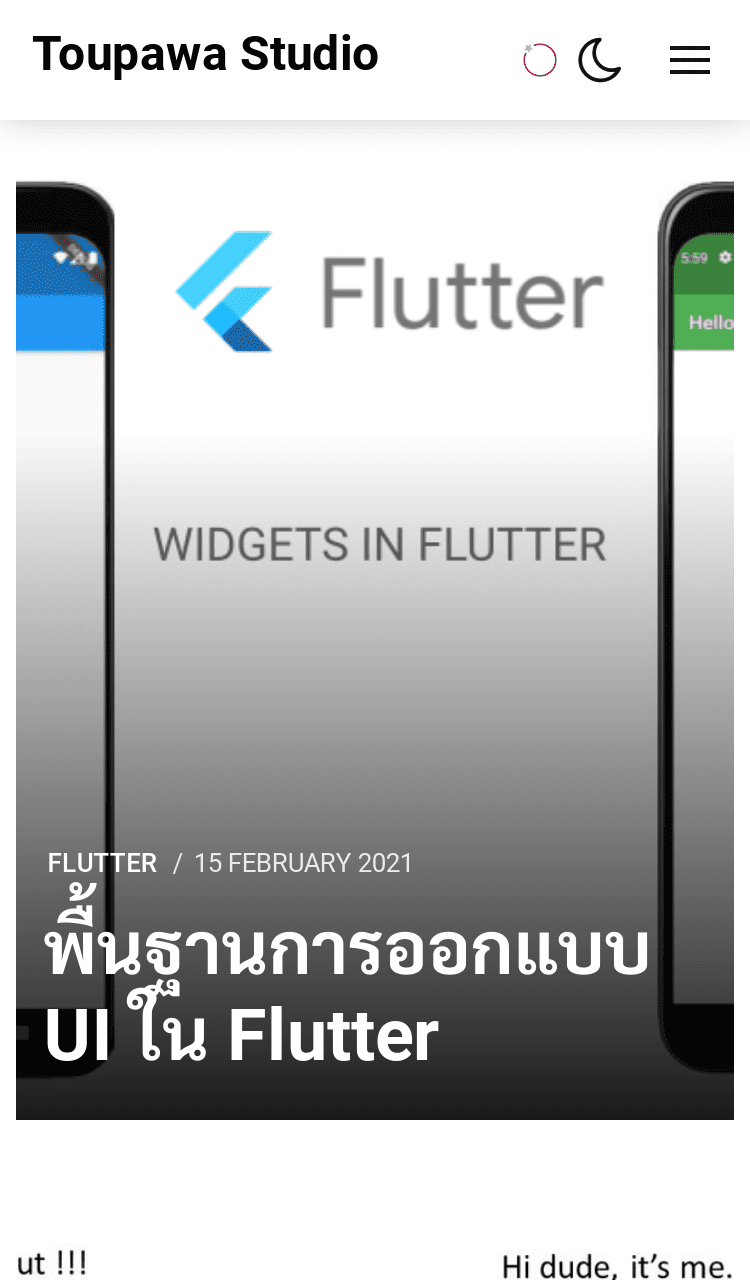 Toupawa Studio
Flutter
5:59
Hello
WIDGETS IN FLUTTER
FLUTTER / 15 FEBRUARY 2021
พื้นฐานการออกแบบ
UI ใน Flutter
ut !!!
Hi dude, it's me.